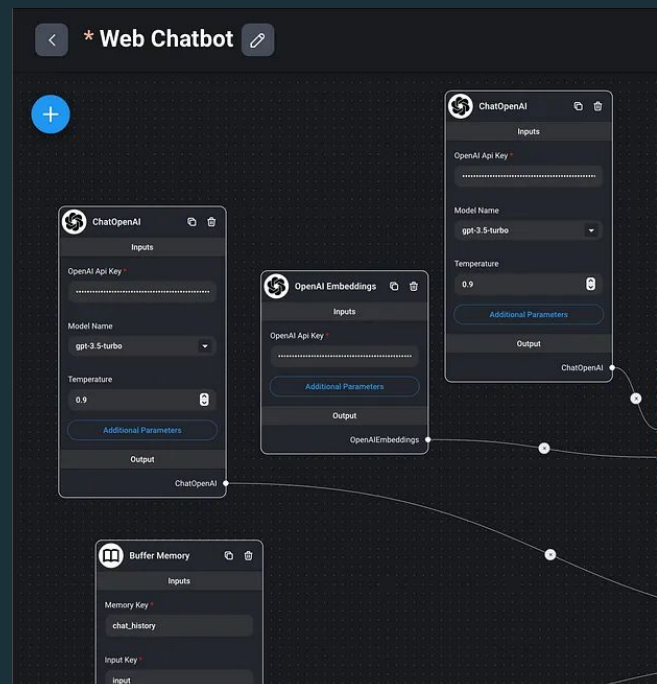 * Web Chatbot
ChatOpenAI
Inputs
OpenAI Api Key *
Model Name
gpt-3.5-turbo
Temperature
0.9
Additional Parameters
Output
ChatOpenAI
ChatOpenAI
Inputs
OpenAI Api Key *
Model Name
gpt-3.5-turbo
Temperature
0.9
Additional Parameters
Output
ChatOpenAI
OpenAI Embeddings
Inputs
OpenAI Api Key *
Additional Parameters
Output
OpenAIEmbeddings
Buffer Memory
Inputs
Memory Key *
chat_history
Input Key *
input